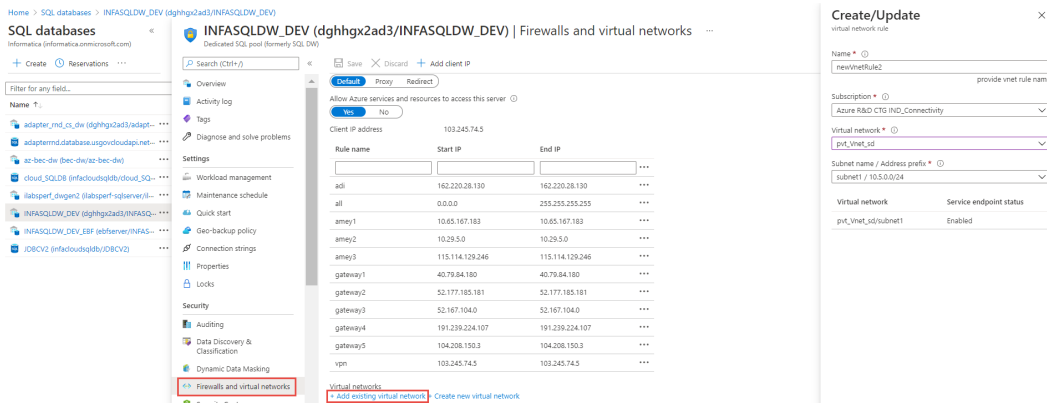 Home > SQL databases > INFASQLDW_DEV (dghhgx2ad3/INFASQLDW_DEV)
SQL databases «
Informatica (informatica.onmicrosoft.com)
+ Create Reservations ...
Filter for any field...
Name ↑
adapter_rnd_cs_dw (dghhgx2ad3/adapt... ...
adapterrnd.database.usgovcloudapi.net... ...
az-bec-dw (bec-dw/az-bec-dw) ...
cloud_SQLDB (infacloudsqldb/cloud_SQ... ...
ilabsperf_dwgen2 (ilabsperf-sqlserver/il... ...
INFASQLDW_DEV (dghhgx2ad3/INFASQ... ...
INFASQLDW_DEV_EBF (ebfserver/INFAS... ...
JDBCV2 (infacloudsqldb/JDBCV2) ...
INFASQLDW_DEV (dghhgx2ad3/INFASQLDW_DEV) | Firewalls and virtual networks ...
Dedicated SQL pool (formerly SQL DW)
Search (Ctrl+/) «
Overview
Activity log
Tags
Diagnose and solve problems
Settings
Workload management
Maintenance schedule
Quick start
Geo-backup policy
Connection strings
Properties
Locks
Security
Auditing
Data Discovery &
Classification
Dynamic Data Masking
Firewalls and virtual networks
Save Discard + Add client IP
Default Proxy Redirect
Allow Azure services and resources to access this server
Yes No
Client IP address 103.245.74.5
Rule name Start IP End IP
...
adi 162.220.28.130 162.220.28.130 ...
all 0.0.0.0 255.255.255.255 ...
amey1 10.65.167.183 10.65.167.183 ...
amey2 10.29.5.0 10.29.5.0 ...
amey3 115.114.129.246 115.114.129.246 ...
gateway1 40.79.84.180 40.79.84.180 ...
gateway2 52.177.185.181 52.177.185.181 ...
gateway3 52.167.104.0 52.167.104.0 ...
gateway4 191.239.224.107 191.239.224.107 ...
gateway5 104.208.150.3 104.208.150.3 ...
vpn 103.245.74.5 103.245.74.5 ...
Virtual networks
+ Add existing virtual network + Create new virtual network
Create/Update ×
virtual network rule
Name *
newVnetRule2
provide vnet rule nam
Subscription *
Azure R&D CTG IND_Connectivity
Virtual network *
pvt_Vnet_sd
Subnet name / Address prefix *
subnet1 / 10.5.0.0/24
Virtual network Service endpoint status
pvt_Vnet_sd/subnet1 Enabled